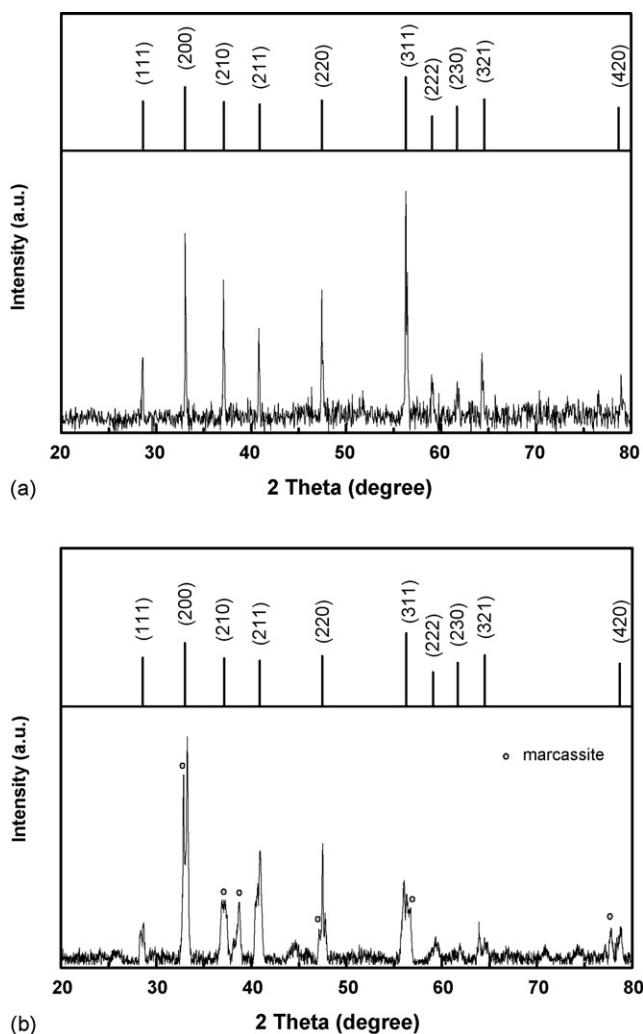 (111)
(200)
(210)
(211)
(220)
(311)
(222)
(230)
(321)
(420)
Intensity (a.u.)
20 30 40 50 60 70 80
2 Theta (degree)
(a)
(111)
(200)
(210)
(211)
(220)
(311)
(222)
(230)
(321)
(420)
marcassite
Intensity (a.u.)
20 30 40 50 60 70 80
2 Theta (degree)
(b)